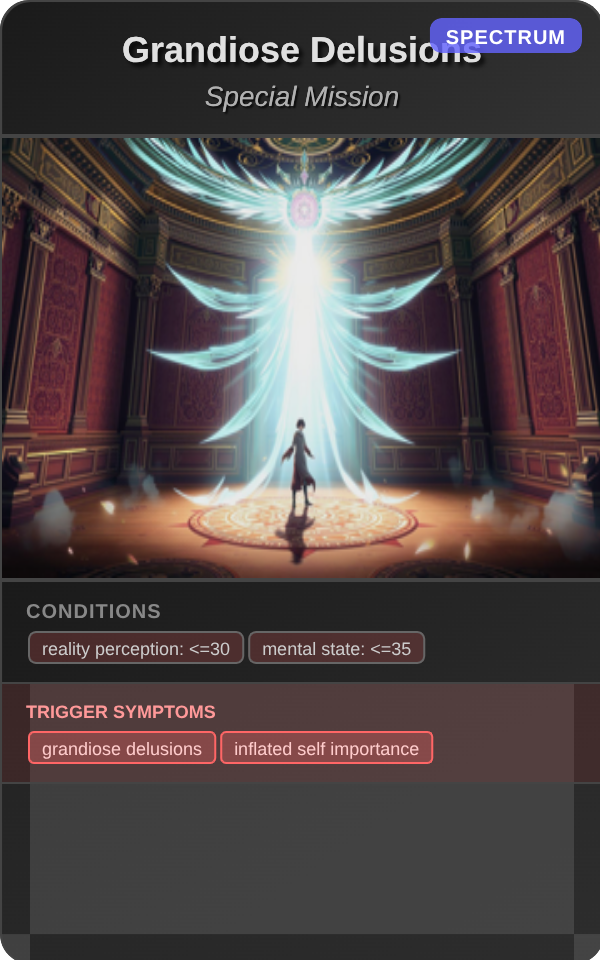 SPECTRUM
Grandiose Delusions
Special Mission
CONDITIONS
reality perception: <=30 mental state: <=35
TRIGGER SYMPTOMS
grandiose delusions inflated self importance